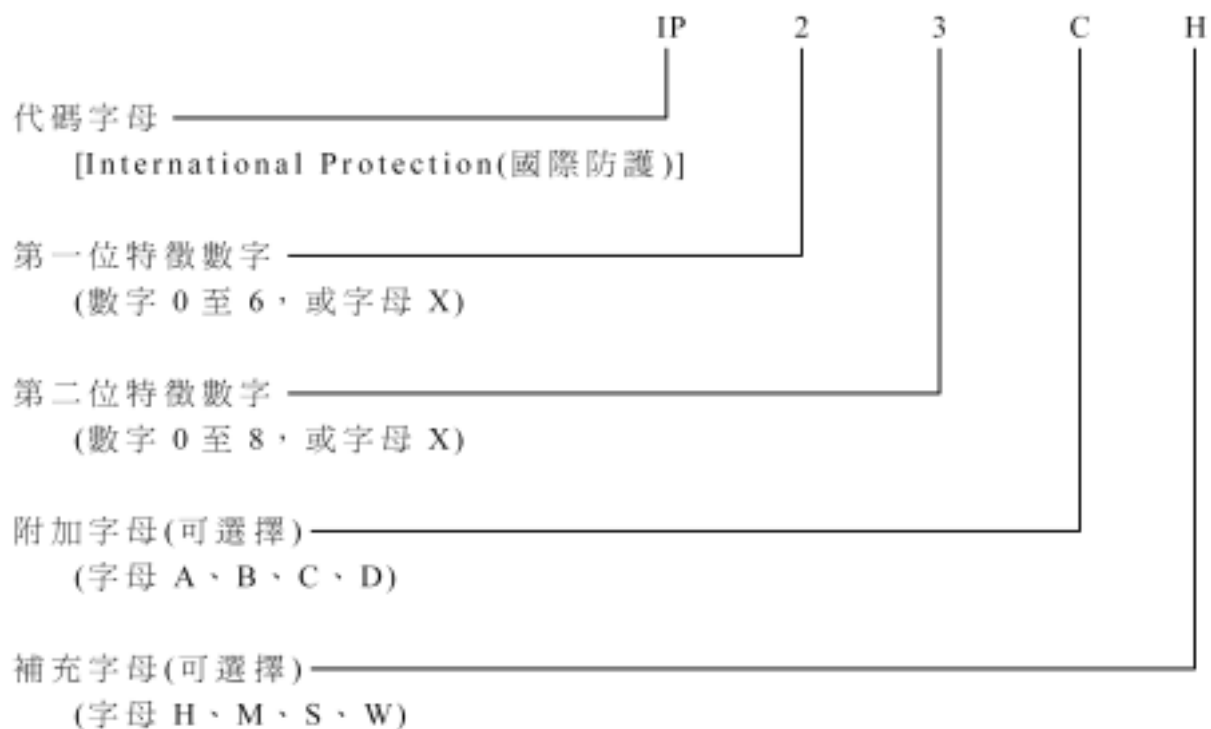 IP 2 3 C H
代碼字母
[International Protection(國際防護)]
第一位特徵數字
(數字 0 至 6，或字母 X)
第二位特徵數字
(數字 0 至 8，或字母 X)
附加字母(可選擇)
(字母 A、B、C、D)
補充字母(可選擇)
(字母 H、M、S、W)